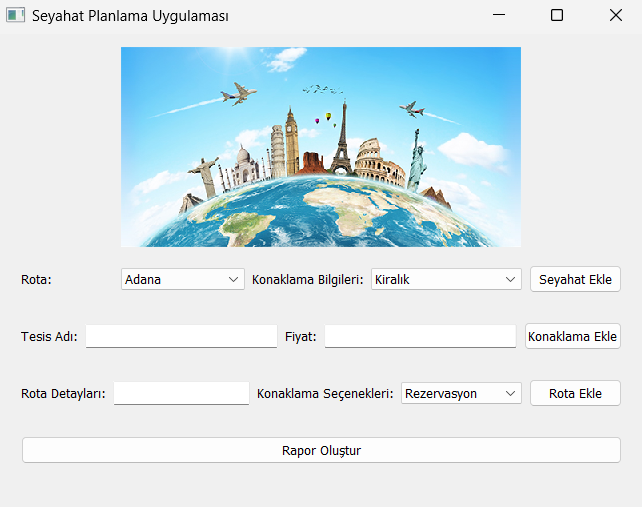 Seyahat Planlama Uygulaması
Rota: Adana Konaklama Bilgileri: Kiralık Seyahat Ekle
Tesis Adı: Fiyat: Konaklama Ekle
Rota Detayları: Konaklama Seçenekleri: Rezervasyon Rota Ekle
Rapor Oluştur